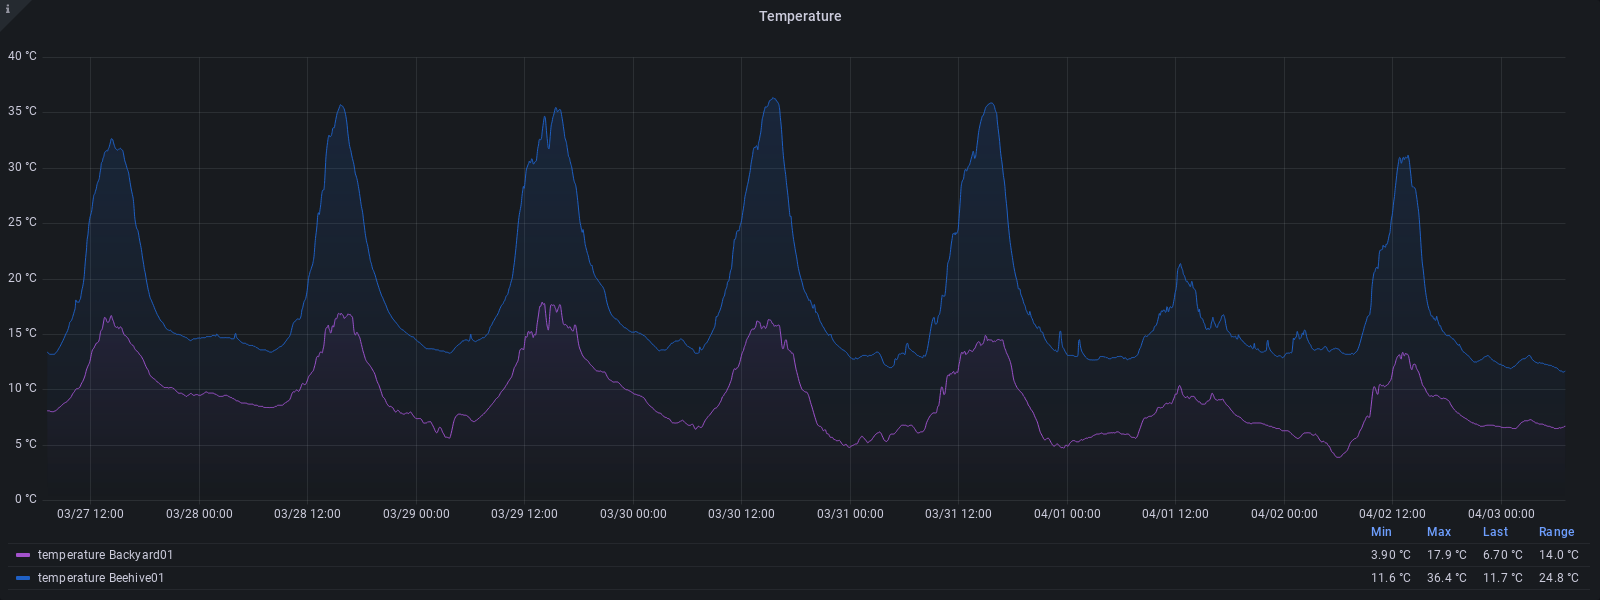 i
Temperature
40 °C
35 °C
30 °C
25 °C
20 °C
15 °C
10 °C
5 °C
0 °C
03/27 12:00 03/28 00:00 03/28 12:00 03/29 00:00 03/29 12:00 03/30 00:00 03/30 12:00 03/31 00:00 03/31 12:00 04/01 00:00 04/01 12:00 04/02 00:00 04/02 12:00 04/03 00:00
Min Max Last Range
temperature Backyard01 3.90 °C 17.9 °C 6.70 °C 14.0 °C
temperature Beehive01 11.6 °C 36.4 °C 11.7 °C 24.8 °C